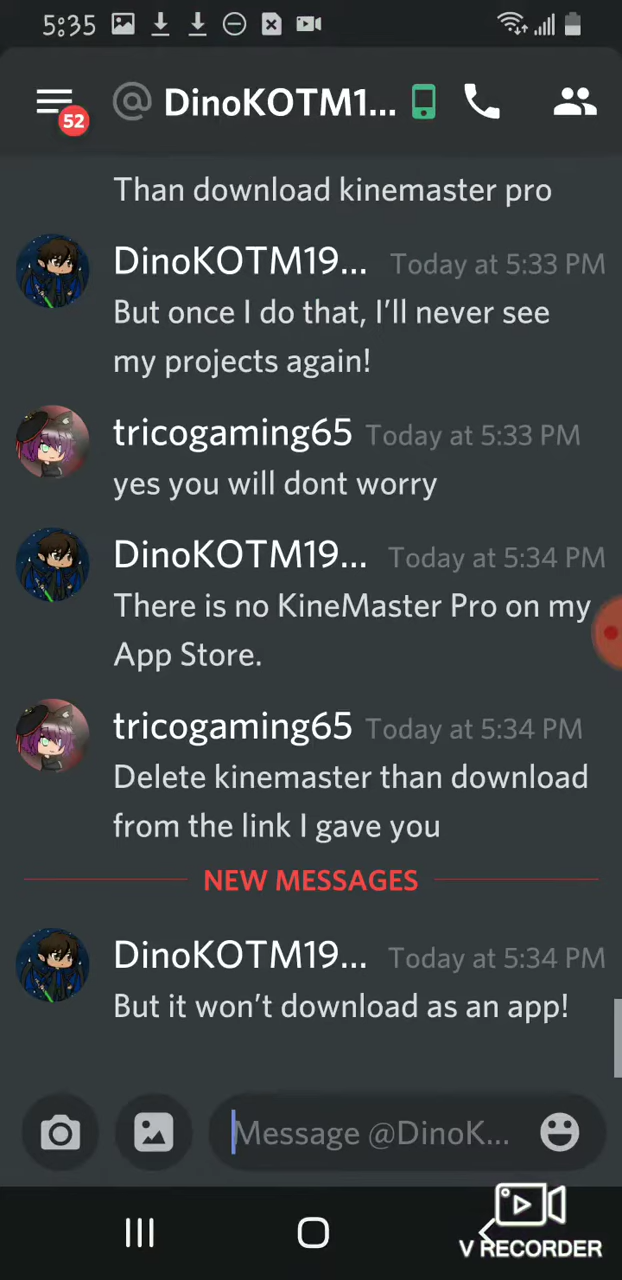 5:35
52
@ DinoKOTM1...
Than download kinemaster pro
DinoKOTM19... Today at 5:33 PM
But once I do that, I’ll never see
my projects again!
tricogaming65 Today at 5:33 PM
yes you will dont worry
DinoKOTM19... Today at 5:34 PM
There is no KineMaster Pro on my
App Store.
tricogaming65 Today at 5:34 PM
Delete kinemaster than download
from the link I gave you
NEW MESSAGES
DinoKOTM19... Today at 5:34 PM
But it won’t download as an app!
Message @DinoK...
V RECORDER